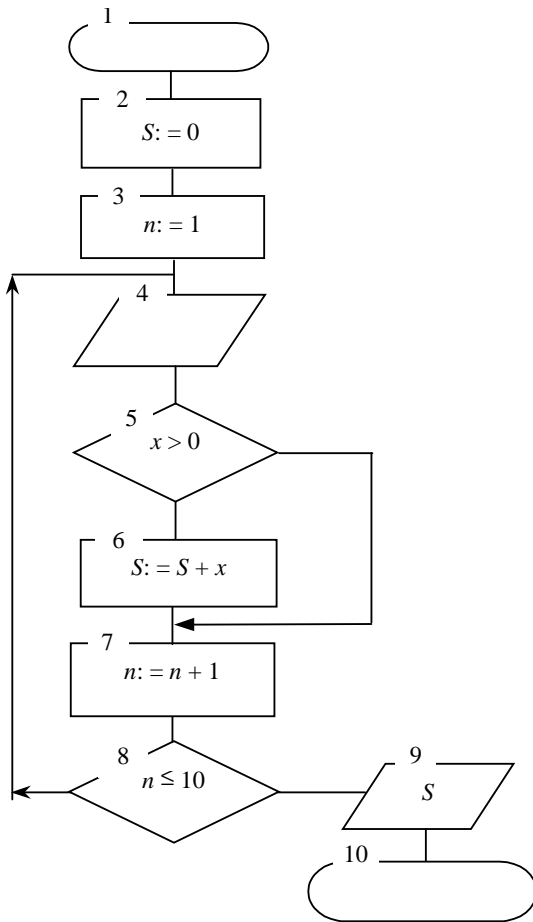 1
2
S: = 0
3
n: = 1
4
5
x > 0
6
S: = S + x
7
n: = n + 1
8
n ≤ 10
9
S
10